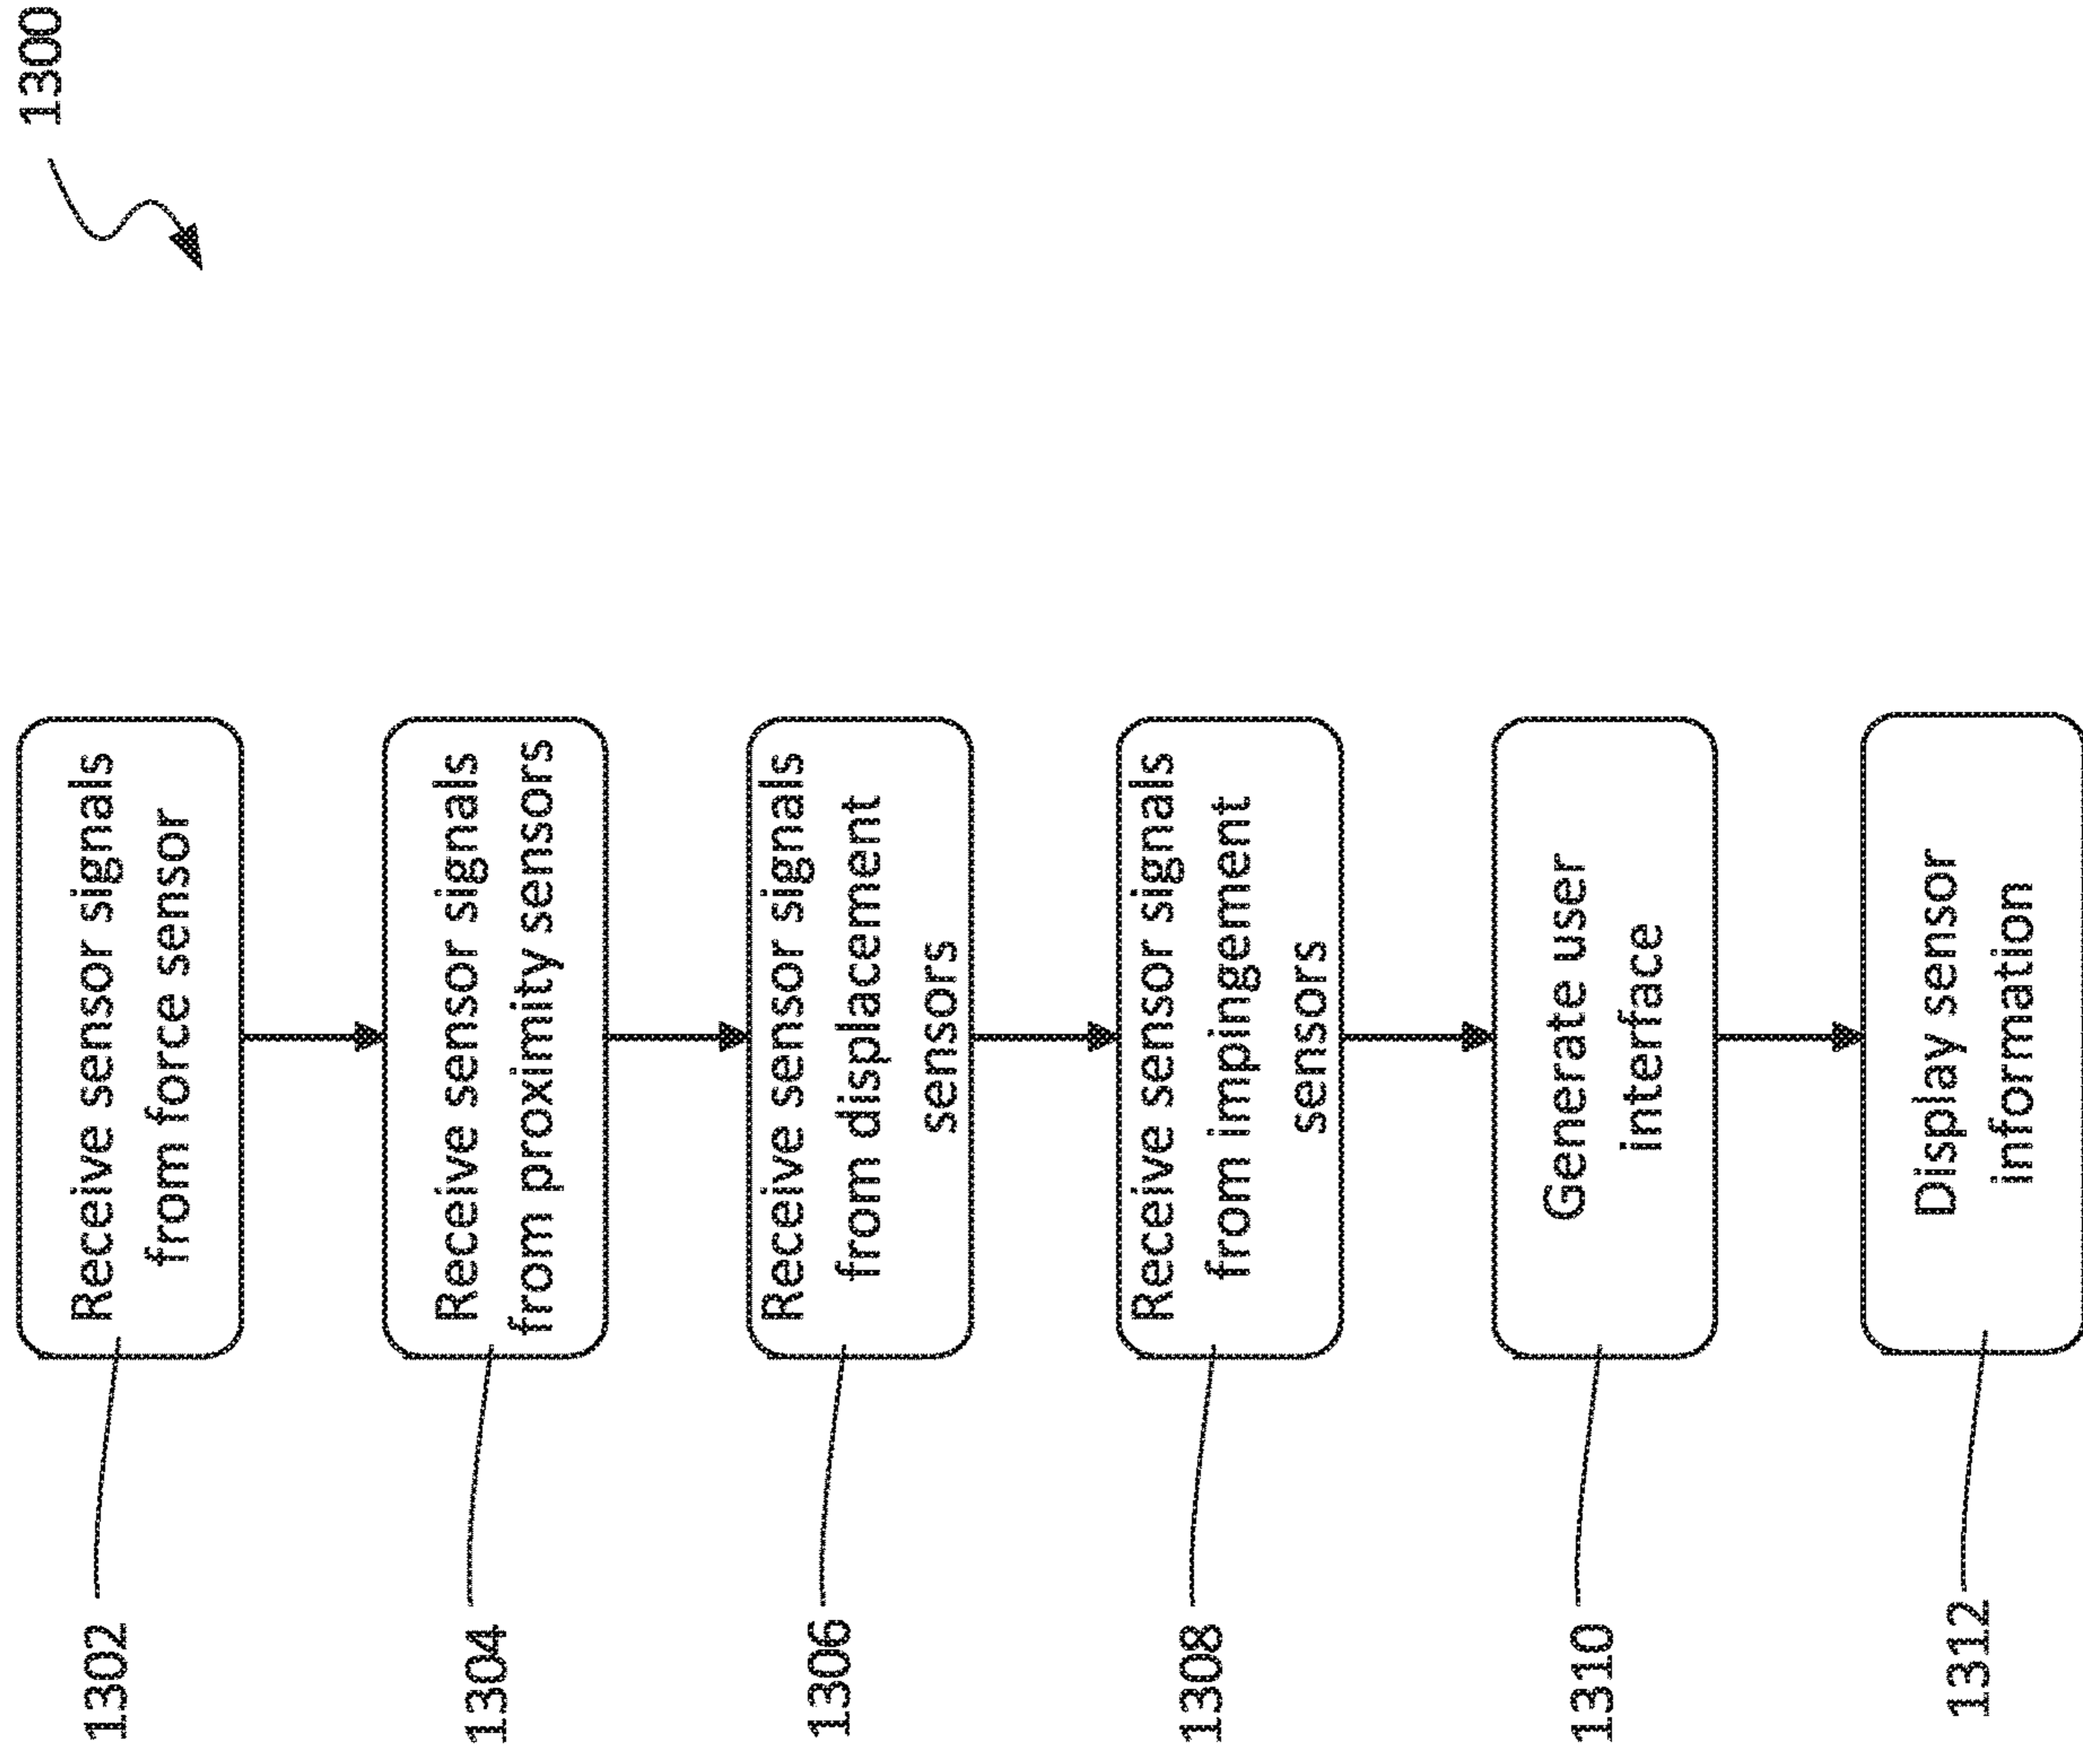 1300
1302
Receive sensor signals
from force sensor
1304
Receive sensor signals
from proximity sensors
1306
Receive sensor signals
from displacement
sensors
1308
Receive sensor signals
from impingement
sensors
1310
Generate user
interface
1312
Display sensor
information